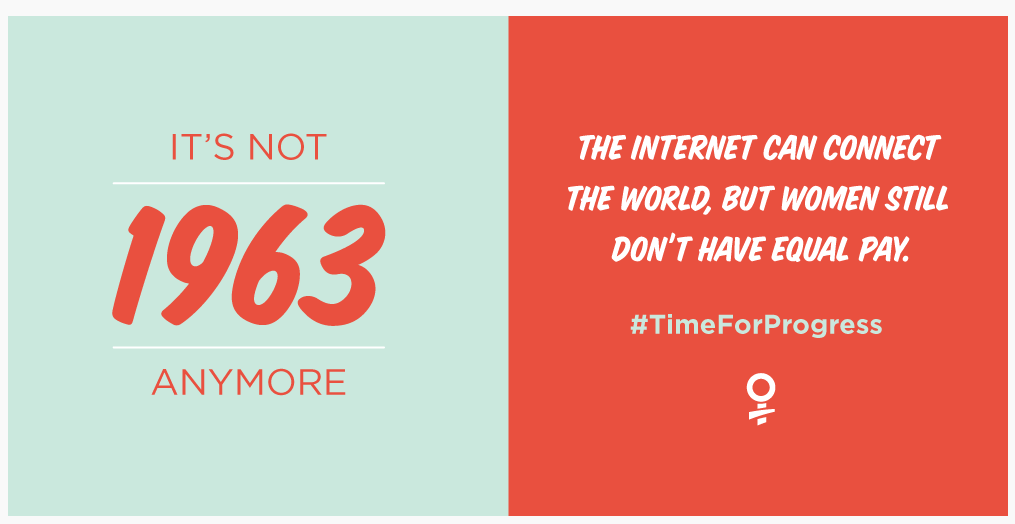 IT'S NOT
1963
ANYMORE
THE INTERNET CAN CONNECT
THE WORLD, BUT WOMEN STILL
DON'T HAVE EQUAL PAY.
#TimeForProgress